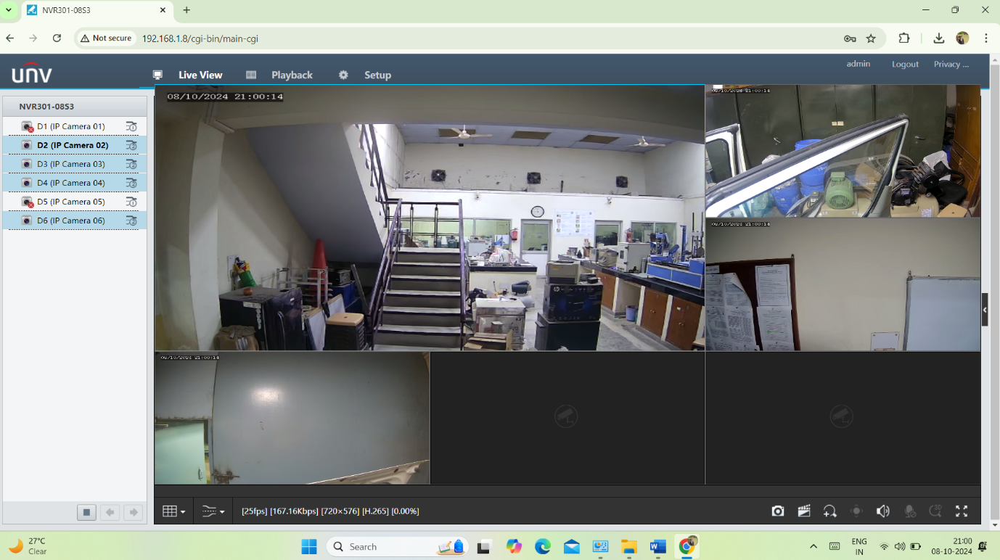 NVR301-08S3
Not secure
192.168.1.8/cgi-bin/main-cgi
unv
Live View
Playback
Setup
admin
Logout
Privacy ...
NVR301-08S3
D1 (IP Camera 01)
D2 (IP Camera 02)
D3 (IP Camera 03)
D4 (IP Camera 04)
D5 (IP Camera 05)
D6 (IP Camera 06)
08/10/2024 21:00:14
08/10/2024 21:00:14
08/10/2024 21:00:14
08/10/2024 21:00:14
hp
[25fps] [167.16Kbps] [720×576] [H.265] [0.00%]
3D
27°C
Clear
Search
ENG
IN
21:00
08-10-2024